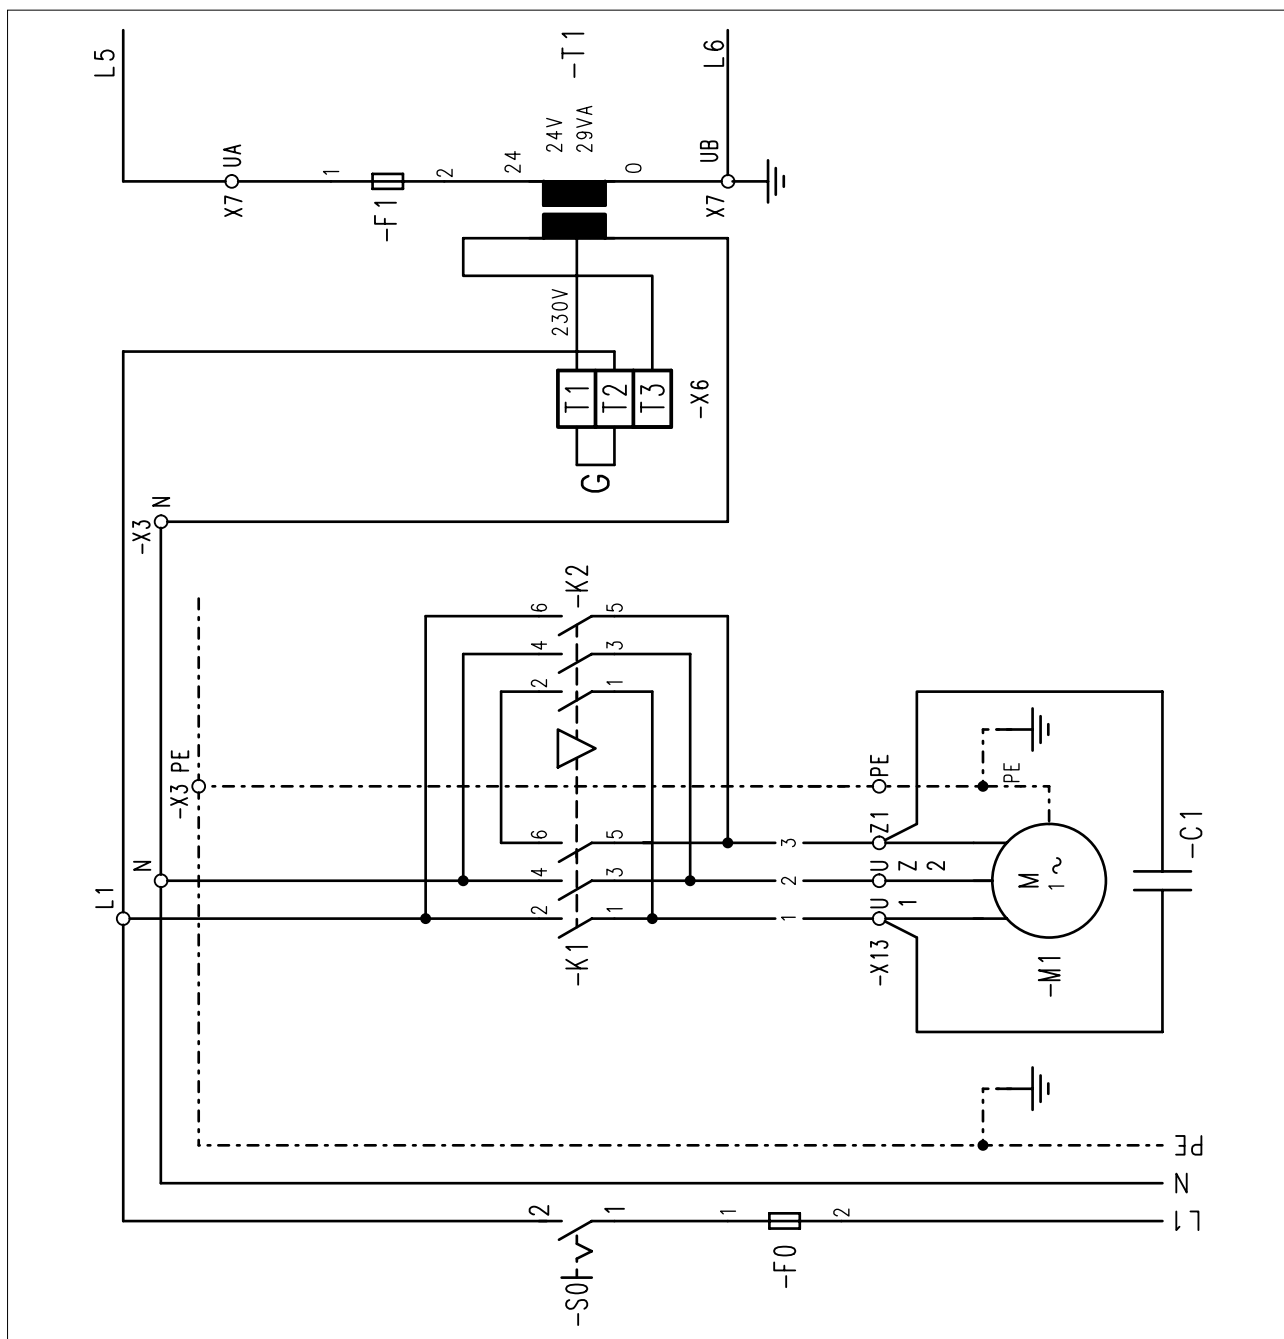 L5
L6
-T1
24V
29VA
UA
X7
1
-F1
2
24
0
UB
X7
230V
T1
T2
T3
-X6
G
-X3
N
-K2
6
5
4
3
2
1
-X3 PE
N
L1
6
5
4
3
2
1
-K1
3
2
1
PE
Z1
U
Z
2
U
1
-X13
PE
M
1~
-M1
-C1
PE
N
L1
2
1
-S0
1
2
-F0